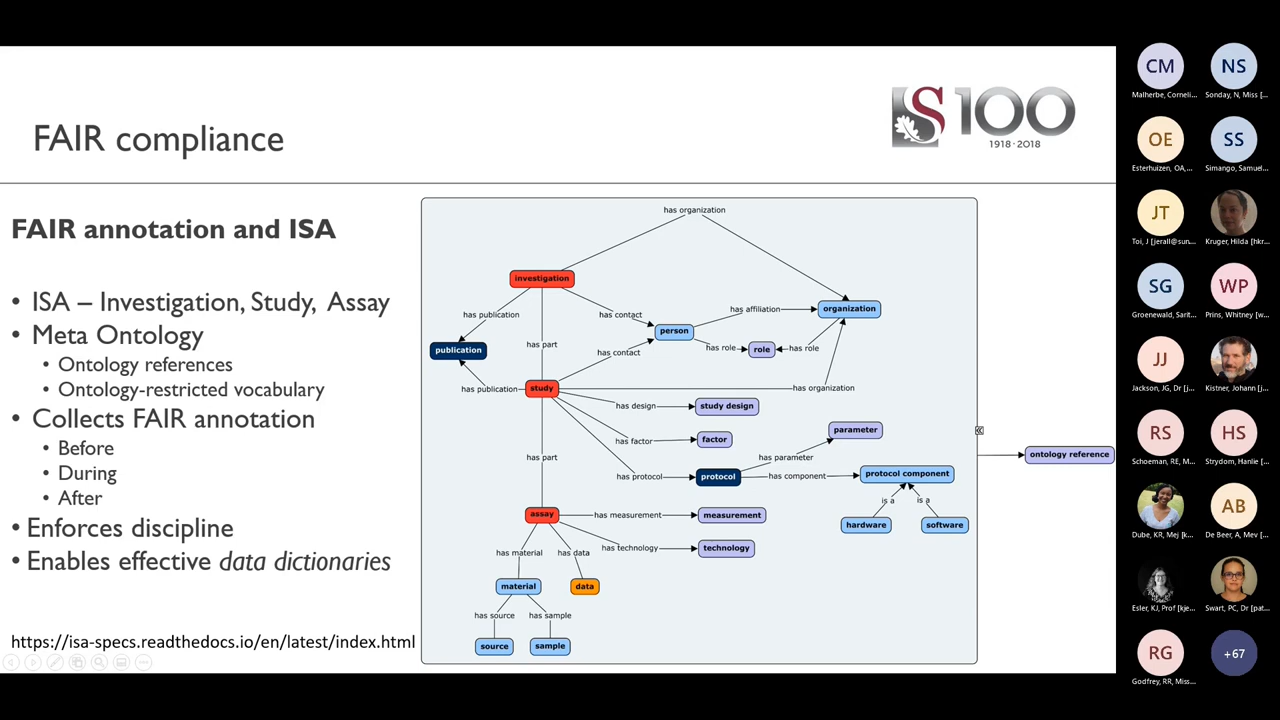 FAIR compliance
S100
1918 · 2018
FAIR annotation and ISA
• ISA – Investigation, Study, Assay
• Meta Ontology
• Ontology references
• Ontology-restricted vocabulary
• Collects FAIR annotation
• Before
• During
• After
• Enforces discipline
• Enables effective data dictionaries
https://isa-specs.readthedocs.io/en/latest/index.html
has organization
investigation
has publication
has contact
has affiliation
organization
person
publication
has part
has contact
has role
role
has role
has publication
study
has organization
has design
study design
has factor
factor
parameter
has part
has parameter
has protocol
protocol
has component
protocol component
ontology reference
is a
is a
hardware
software
assay
has measurement
measurement
has technology
technology
has material
has data
material
data
has source
has sample
source
sample
CM
NS
Malherbe, Corneli...
Sonday, N, Miss [...
OE
SS
Esterhuizen, OA,...
Simango, Samuel...
JT
Toi, J [jerall@sun...
Kruger, Hilda [hkr...
SG
WP
Groenewald, Sarit...
Prins, Whitney [w...
JJ
Jackson, JG, Dr [j...
Kistner, Johann [j...
RS
HS
Schoeman, RE, M...
Strydom, Hanlie [...
AB
Dube, KR, Mej [k...
De Beer, A, Mev [...
Esler, KJ, Prof [kje...
Swart, PC, Dr [pat...
RG
+67
Godfrey, RR, Miss...